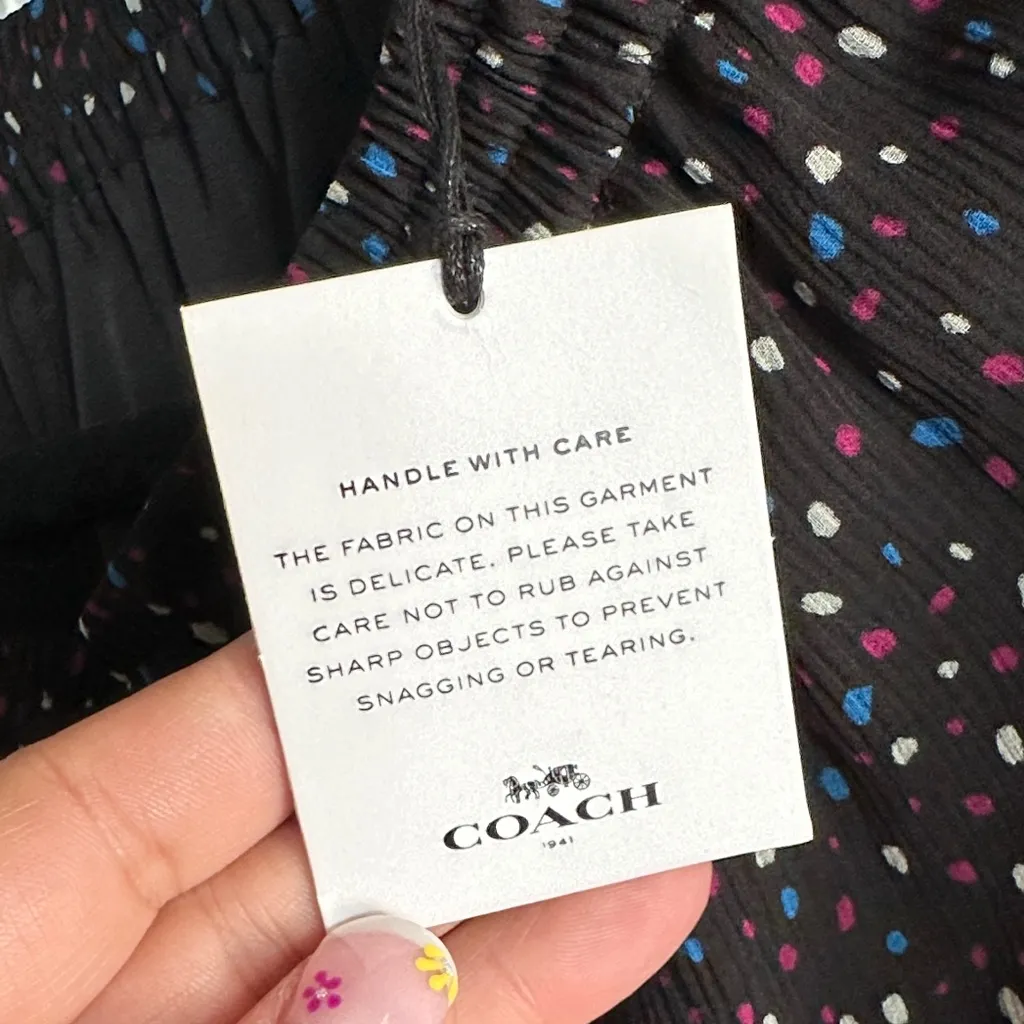 HANDLE WITH CARE
THE FABRIC ON THIS GARMENT
IS DELICATE. PLEASE TAKE
CARE NOT TO RUB AGAINST
SHARP OBJECTS TO PREVENT
SNAGGING OR TEARING.
COACH
1941